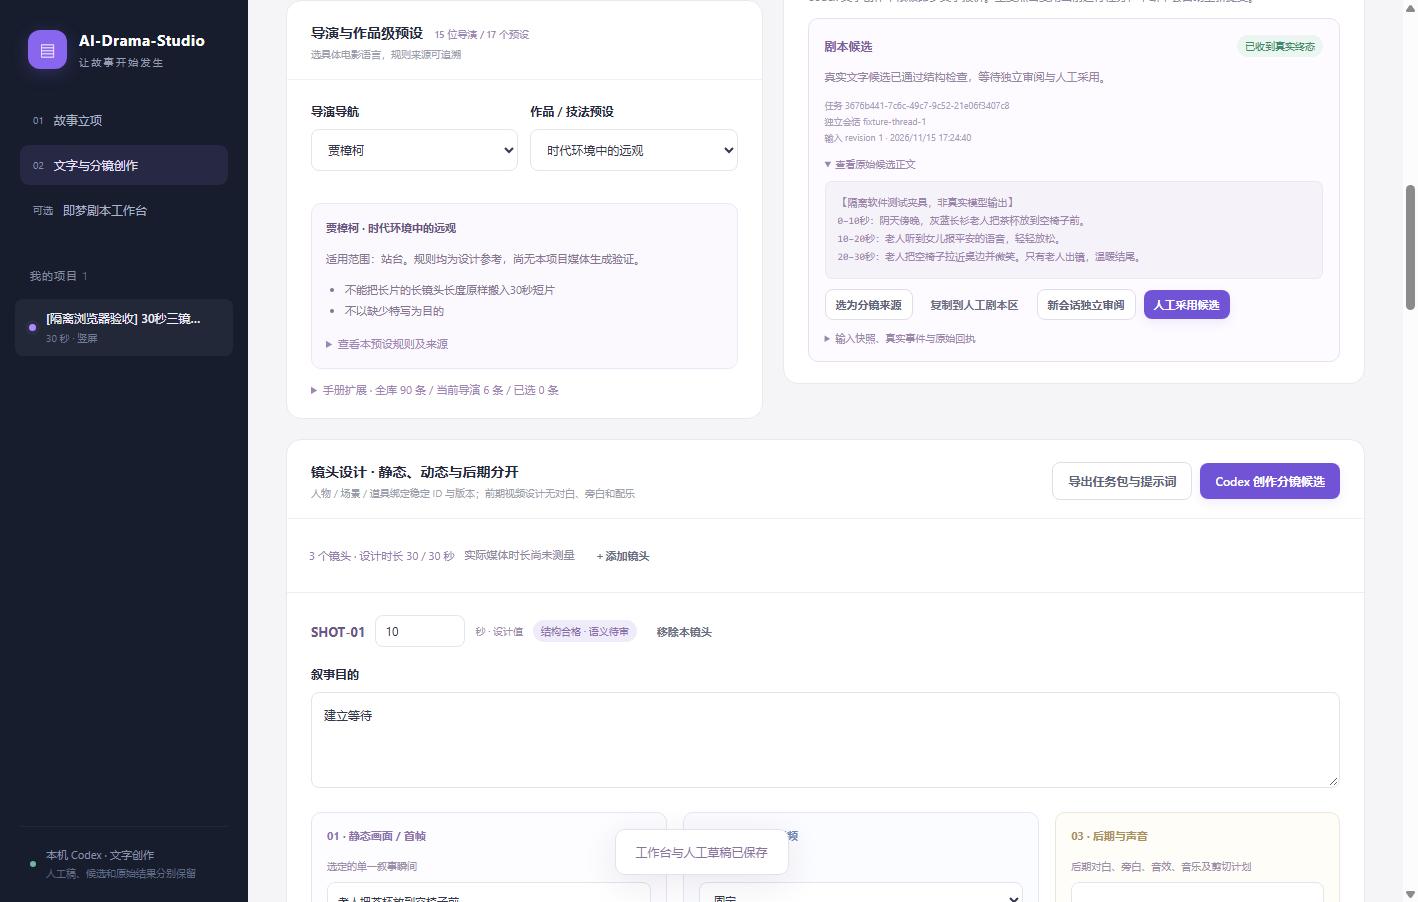 AI-Drama-Studio
让故事开始发生
01 故事立项
02 文字与分镜创作
可选 即梦剧本工作台
我的项目 1
[隔离浏览器验收] 30秒三镜...
30 秒 · 竖屏
本机 Codex · 文字创作
人工稿、候选和原始结果分别保留
导演与作品级预设 15 位导演 / 17 个预设
选具体电影语言，规则来源可追溯
导演导航
贾樟柯
作品 / 技法预设
时代环境中的远观
贾樟柯 · 时代环境中的远观
适用范围：站台。规则均为设计参考，尚无本项目媒体生成验证。
不能把长片的长镜头长度原样搬入30秒短片
不以缺少特写为目的
查看本预设规则及来源
手册扩展 · 全库 90 条 / 当前导演 6 条 / 已选 0 条
剧本候选
已收到真实终态
真实文字候选已通过结构检查，等待独立审阅与人工采用。
任务 3676b441-7c6c-49c7-9c52-21e06f3407c8
独立会话 fixture-thread-1
输入 revision 1 · 2026/11/15 17:24:40
查看原始候选正文
【隔离软件测试夹具，非真实模型输出】
0-10秒：阴天傍晚，灰蓝长衫老人把茶杯放到空椅子前。
10-20秒：老人听到女儿报平安的语音，轻轻放松。
20-30秒：老人把空椅子拉近桌边并微笑。只有老人出镜，温暖结尾。
选为分镜来源
复制到人工剧本区
新会话独立审阅
人工采用候选
输入快照、真实事件与原始回执
镜头设计 · 静态、动态与后期分开
人物 / 场景 / 道具绑定稳定 ID 与版本；前期视频设计无对白、旁白和配乐
导出任务包与提示词
Codex 创作分镜候选
3 个镜头 · 设计时长 30 / 30 秒 实际媒体时长尚未测量 + 添加镜头
SHOT-01 10 秒 · 设计值 结构合格 · 语义待审 移除本镜头
叙事目的
建立等待
01 · 静态画面 / 首帧
选定的单一叙事瞬间
老人把茶杯放到空椅子前
频
固定
03 · 后期与声音
后期对白、旁白、音效、音乐及剪切计划
工作台与人工草稿已保存